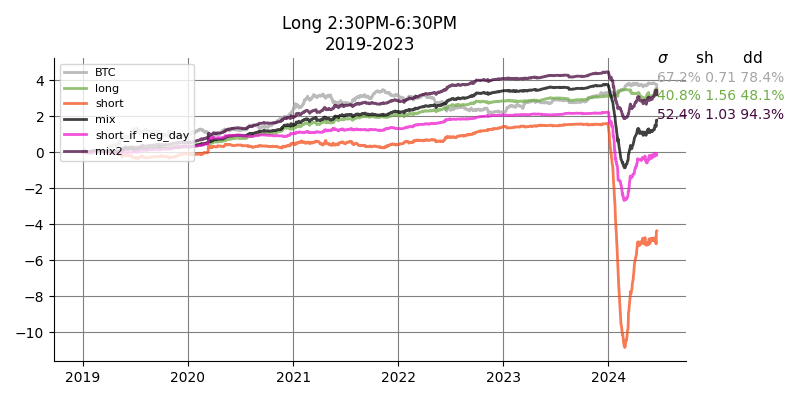 Long 2:30PM-6:30PM
2019-2023
σ sh dd
67.2% 0.71 78.4%
40.8% 1.56 48.1%
52.4% 1.03 94.3%
BTC
long
short
mix
short_if_neg_day
mix2
4
2
0
−2
−4
−6
−8
−10
2019 2020 2021 2022 2023 2024